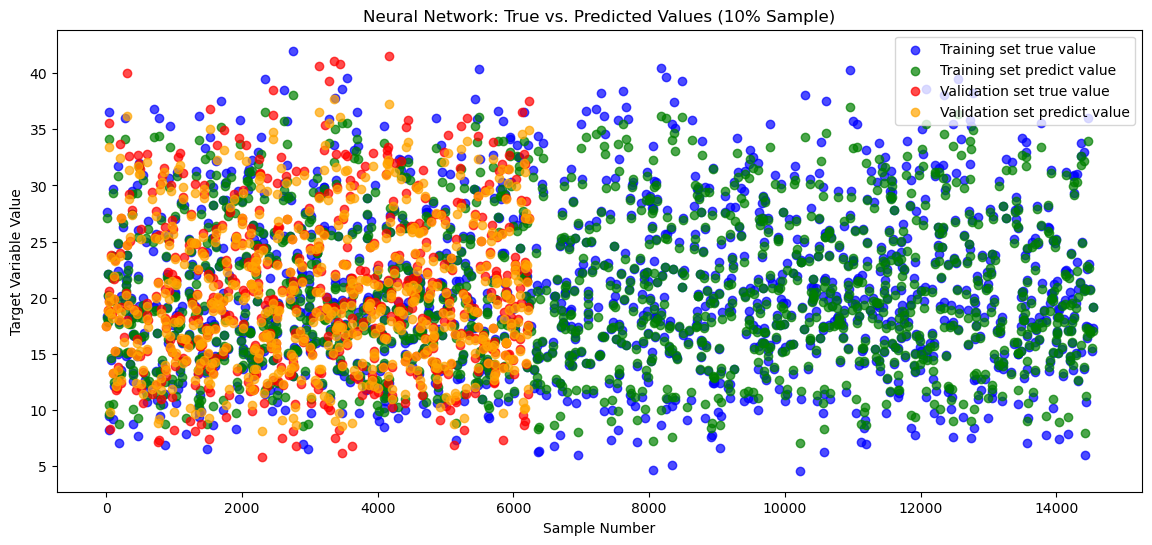 Neural Network: True vs. Predicted Values (10% Sample)
Training set true value
Training set predict value
Validation set true value
Validation set predict value
Target Variable Value
40
35
30
25
20
15
10
5
0
2000
4000
6000
8000
10000
12000
14000
Sample Number